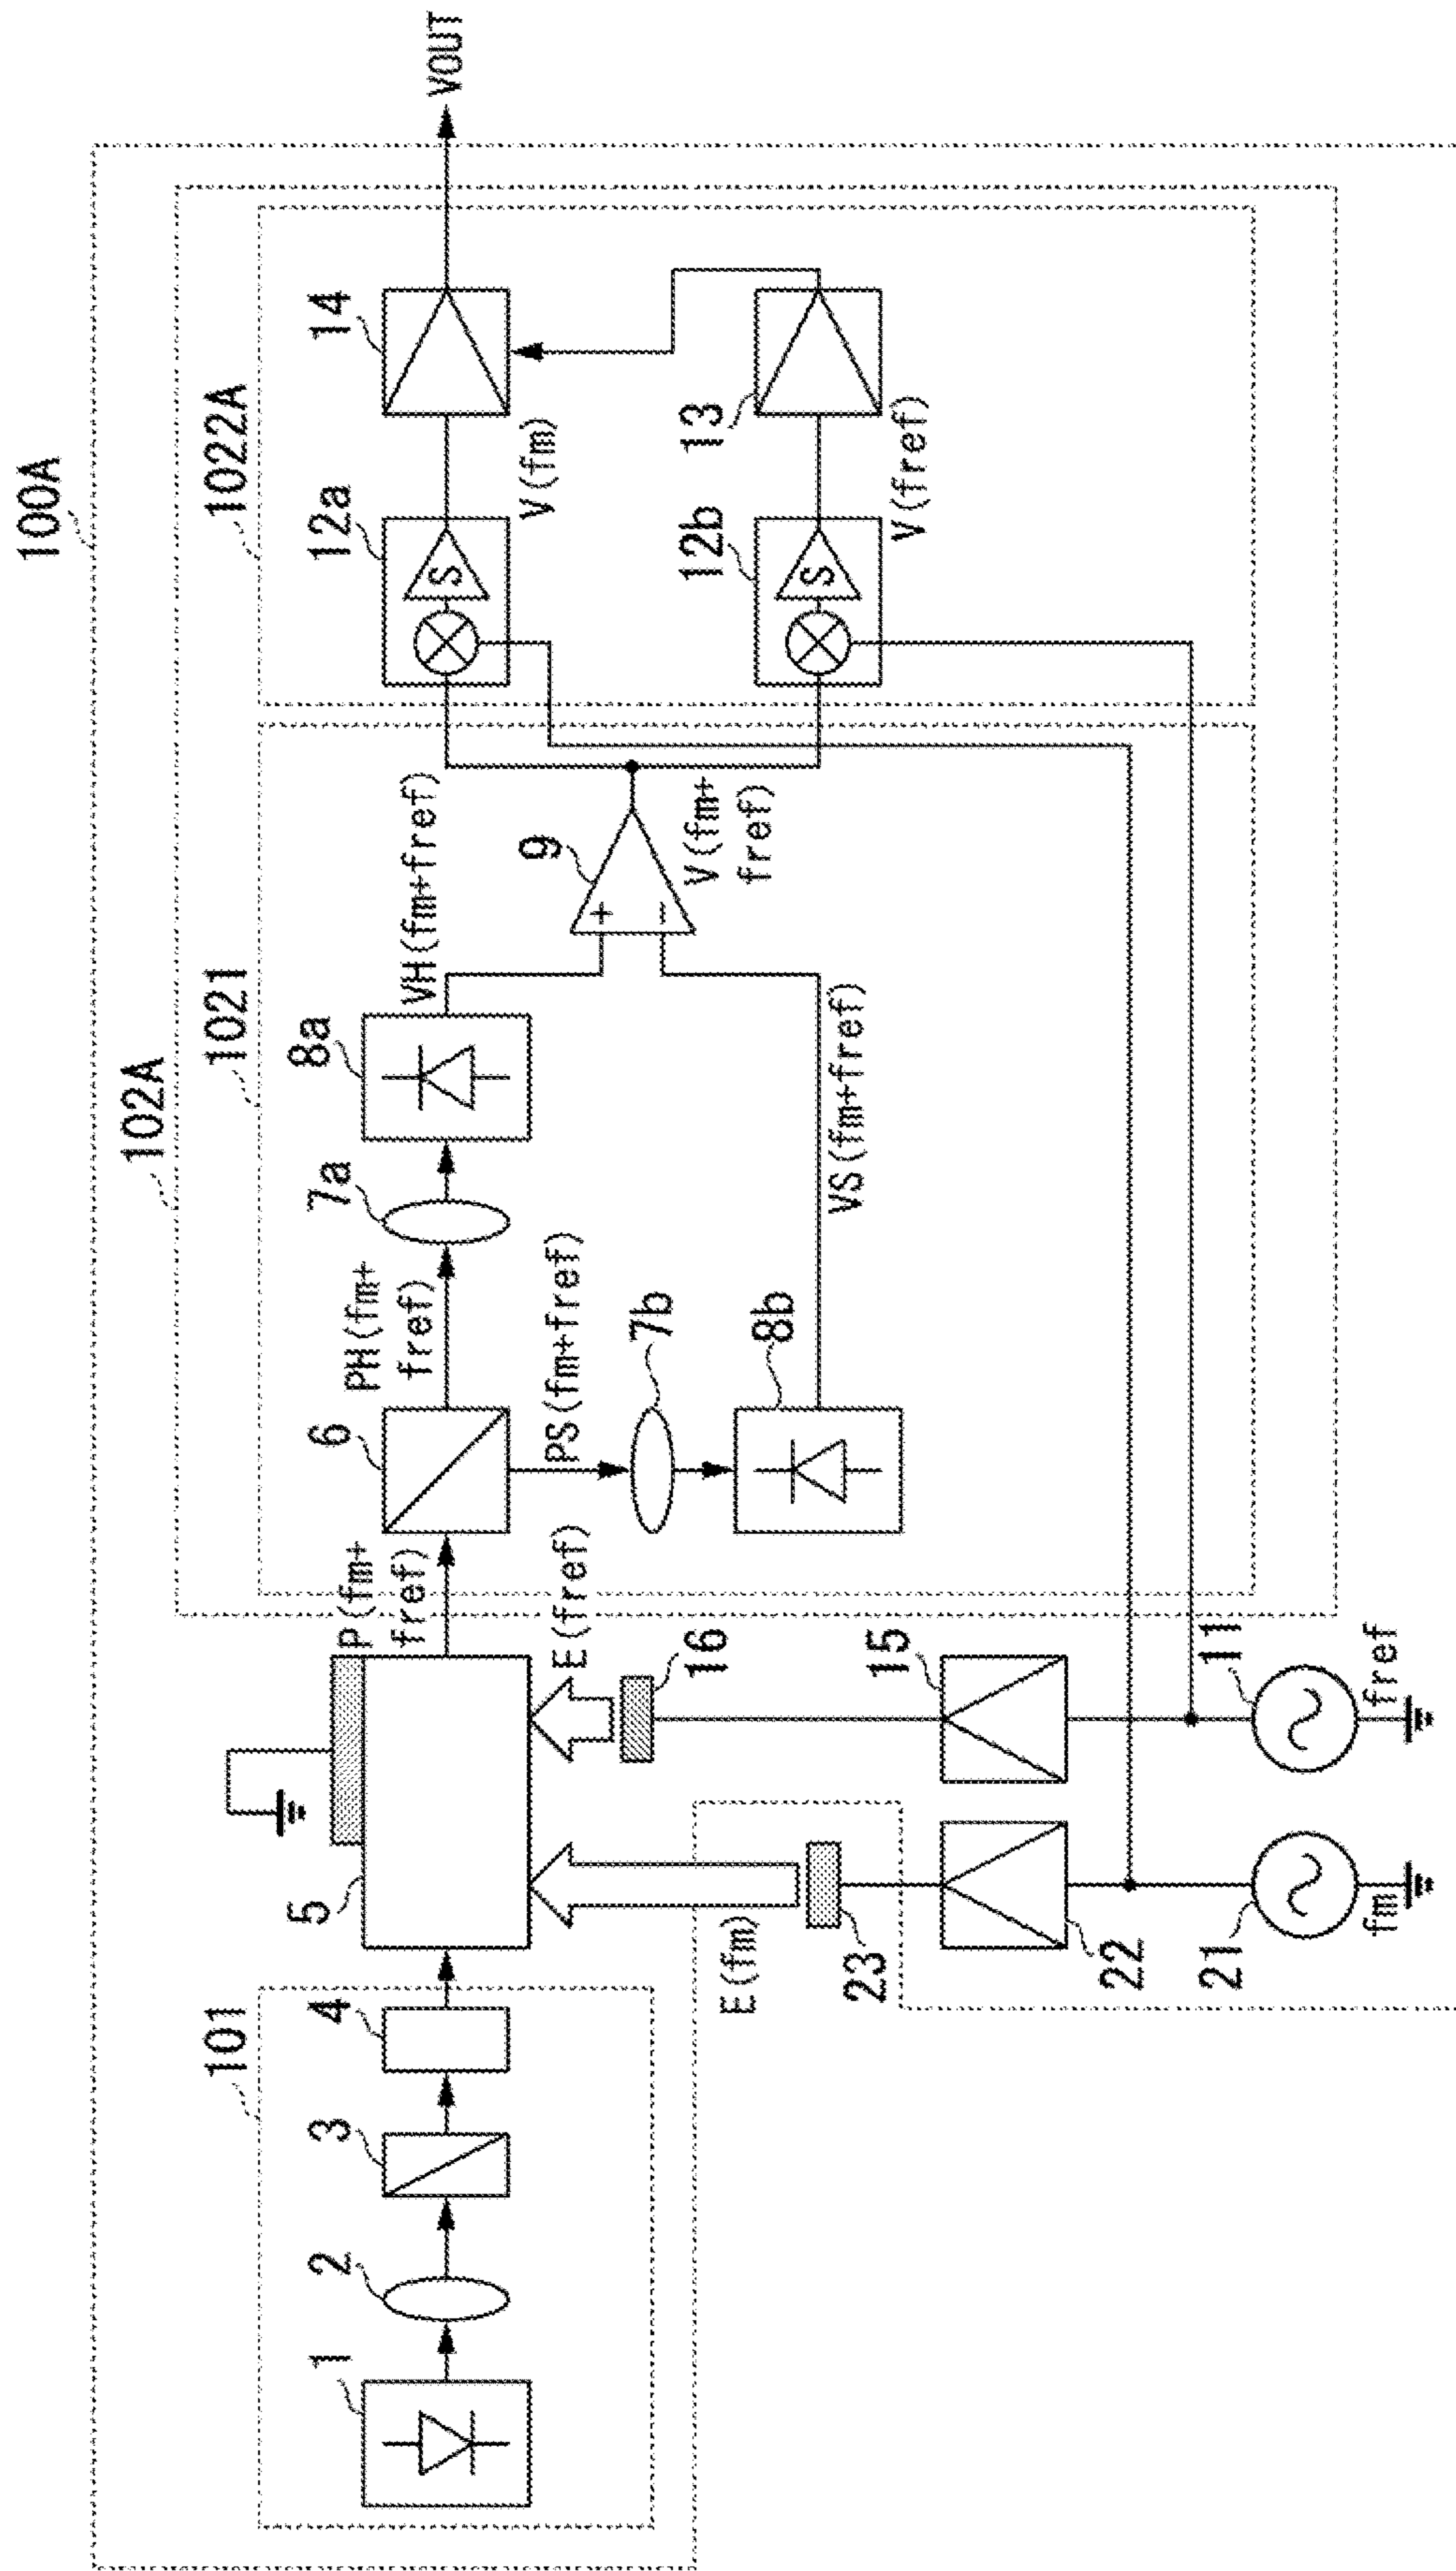 100A
102A
101
1021
1022A
1
2
3
4
5
P(fm+
fref)
6
PH(fm+
fref)
7a
8a
VH(fm+fref)
9
V(fm+
fref)
12a
S
V(fm)
14
VOUT
PS(fm+fref)
7b
8b
VS(fm+fref)
12b
S
V(fref)
13
E(fm)
23
E(fref)
16
22
15
21
fm
11
fref
+
−